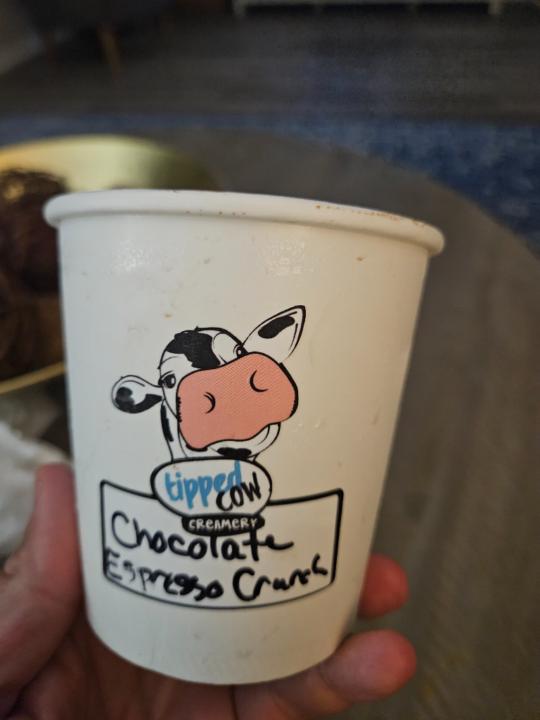 tipped
cow
CREAMERY
Chocolate
Espresso Crunch